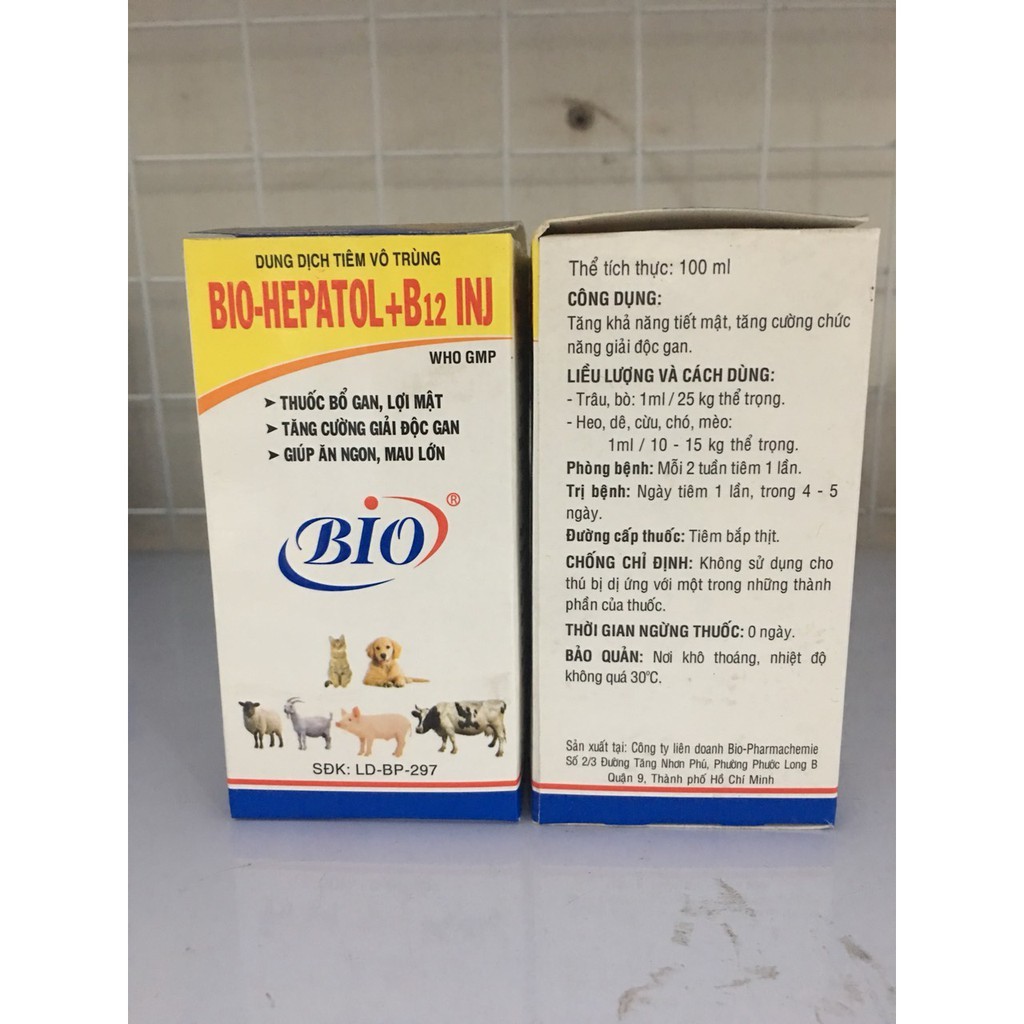 DUNG DỊCH TIÊM VÔ TRÙNG
BIO-HEPATOL+B12 INJ
WHO GMP
➤ THUỐC BỔ GAN, LỢI MẬT
➤ TĂNG CƯỜNG GIẢI ĐỘC GAN
➤ GIÚP ĂN NGON, MAU LỚN
BIO®
SĐK: LD-BP-297
Thể tích thực: 100 ml
CÔNG DỤNG:
Tăng khả năng tiết mật, tăng cường chức
năng giải độc gan.
LIỀU LƯỢNG VÀ CÁCH DÙNG:
- Trâu, bò: 1ml / 25 kg thể trọng.
- Heo, dê, cừu, chó, mèo:
1ml / 10 - 15 kg thể trọng.
Phòng bệnh: Mỗi 2 tuần tiêm 1 lần.
Trị bệnh: Ngày tiêm 1 lần, trong 4 - 5
ngày.
Đường cấp thuốc: Tiêm bắp thịt.
CHỐNG CHỈ ĐỊNH: Không sử dụng cho
thú bị dị ứng với một trong những thành
phần của thuốc.
THỜI GIAN NGỪNG THUỐC: 0 ngày.
BẢO QUẢN: Nơi khô thoáng, nhiệt độ
không quá 30°C.
Sản xuất tại: Công ty liên doanh Bio-Pharmachemie
Số 2/3 Đường Tăng Nhơn Phú, Phường Phước Long B
Quận 9, Thành phố Hồ Chí Minh